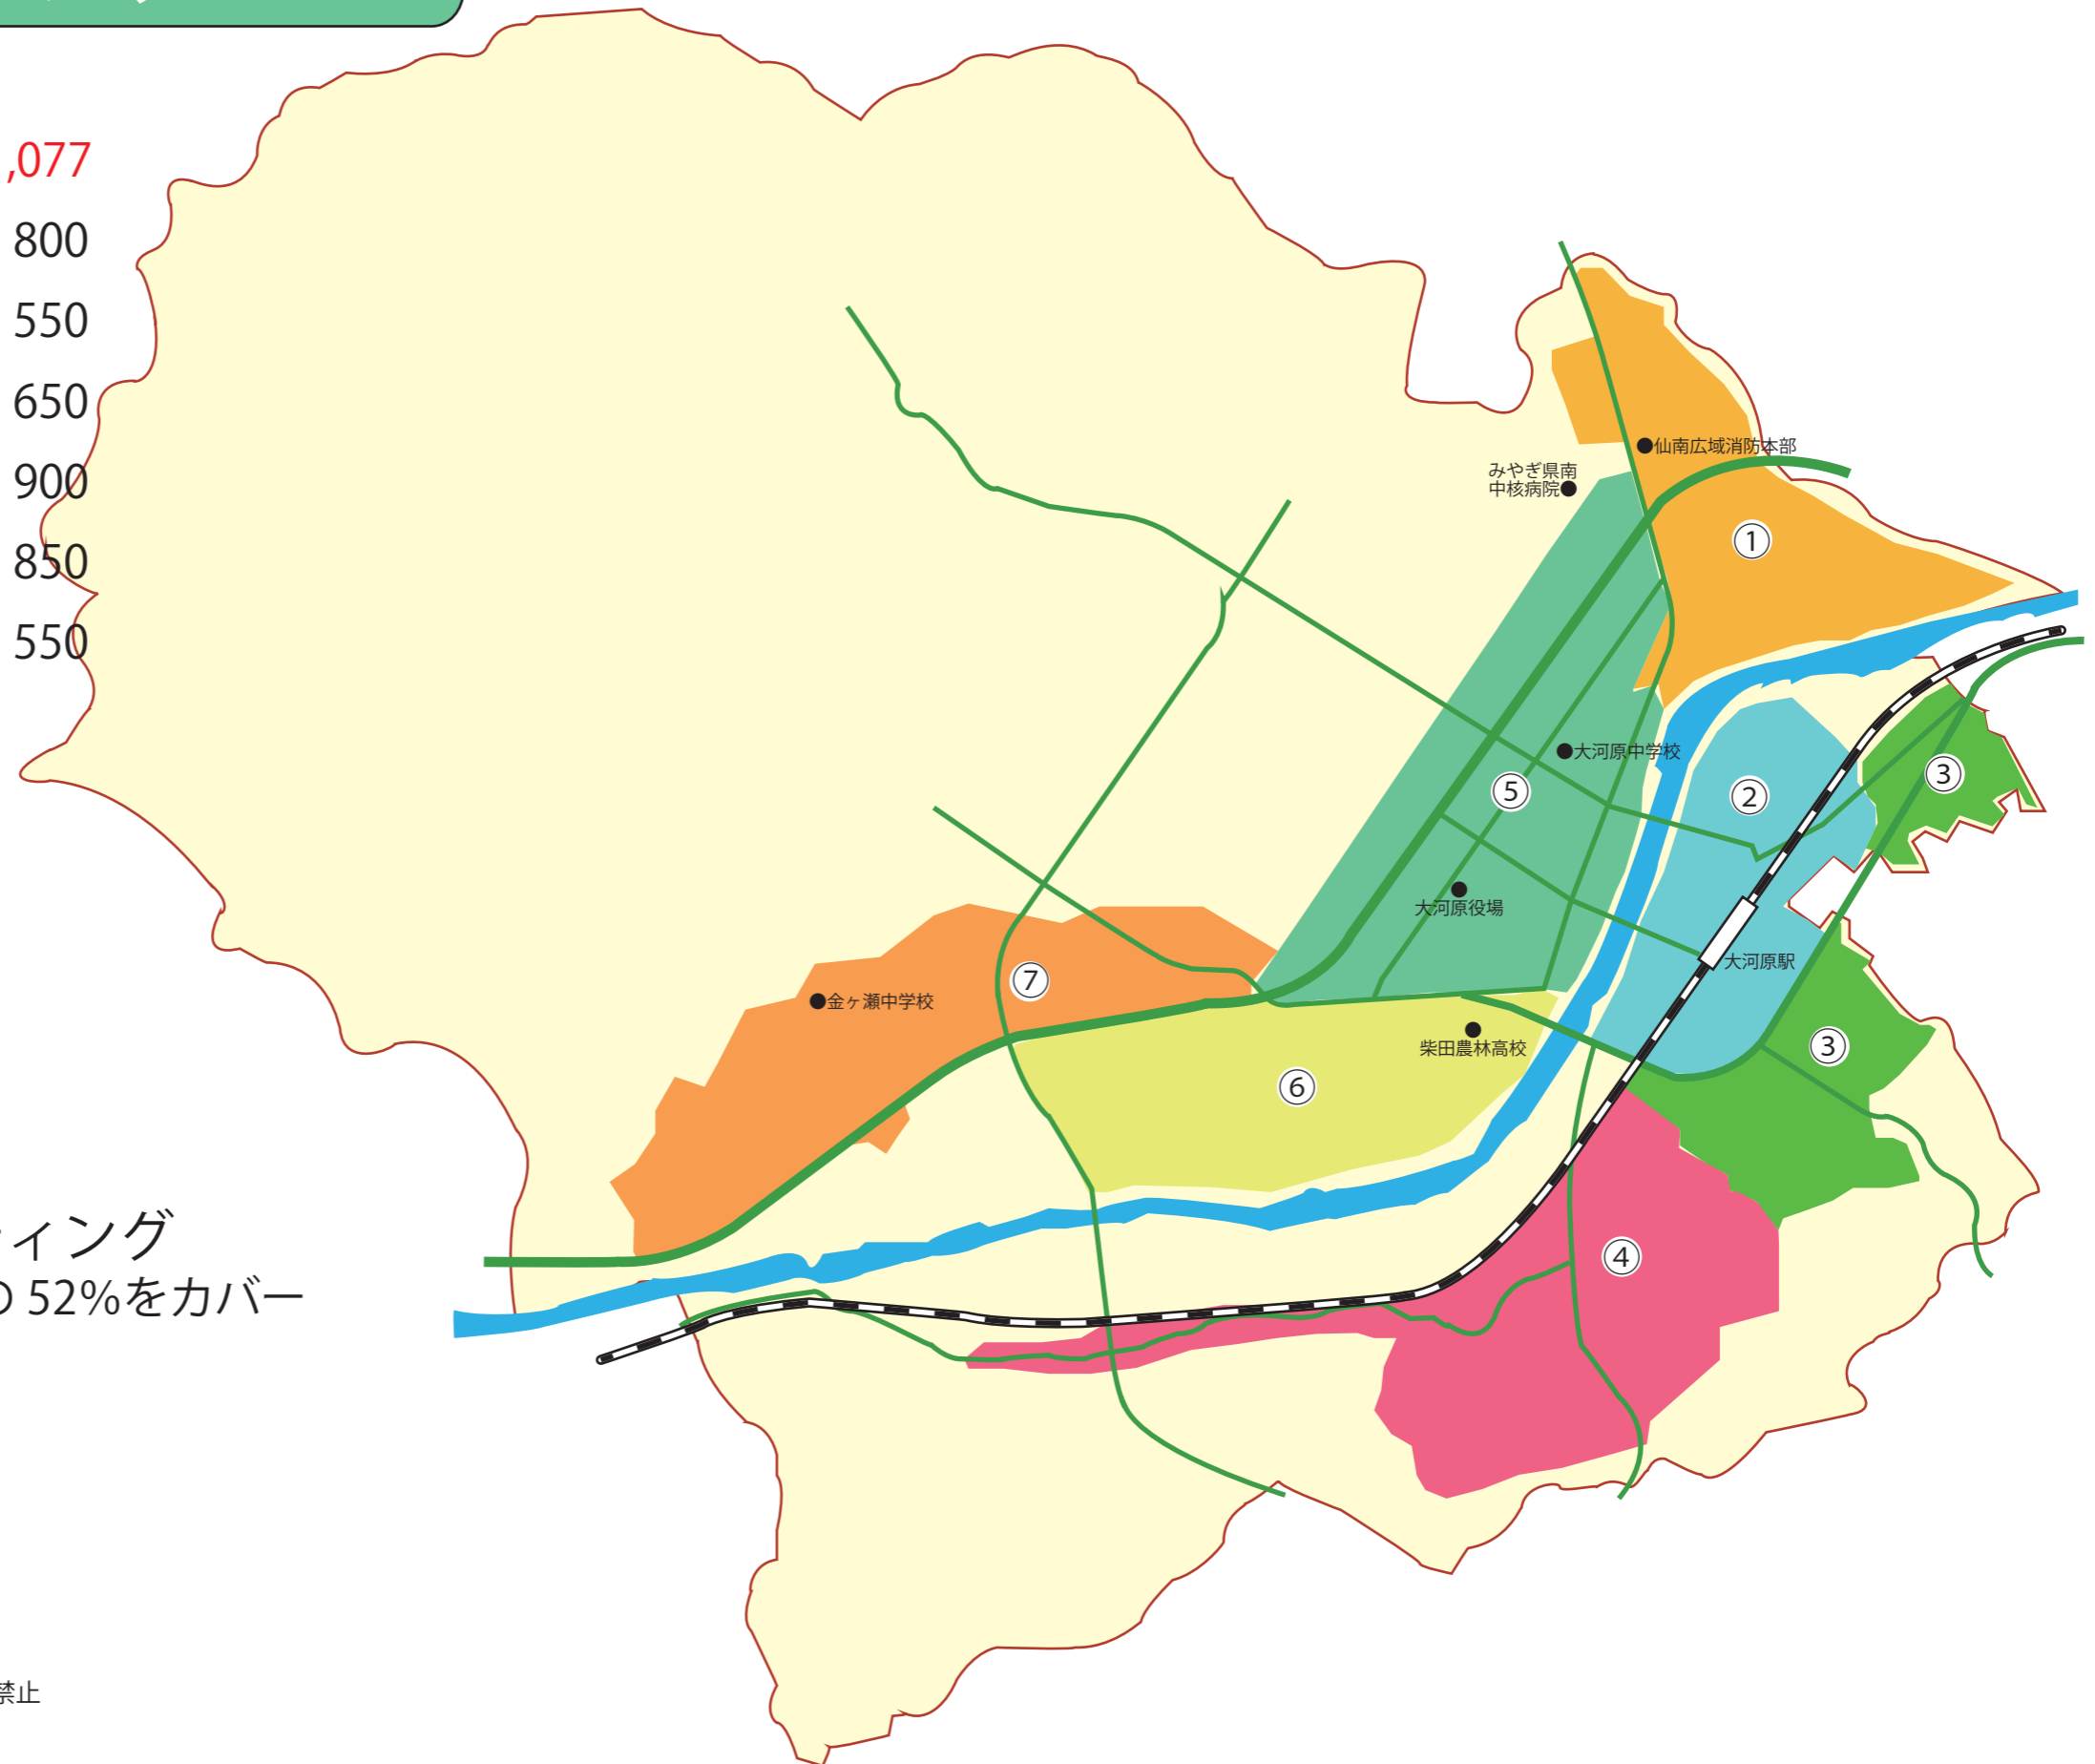 ,077
800
550
650
900
850
550
ィング
の 52%をカバー
禁止
仙南広域消防本部
みやぎ県南
中核病院
①
大河原中学校
⑤
②
③
大河原役場
大河原駅
⑦
金ヶ瀬中学校
柴田農林高校
③
⑥
④